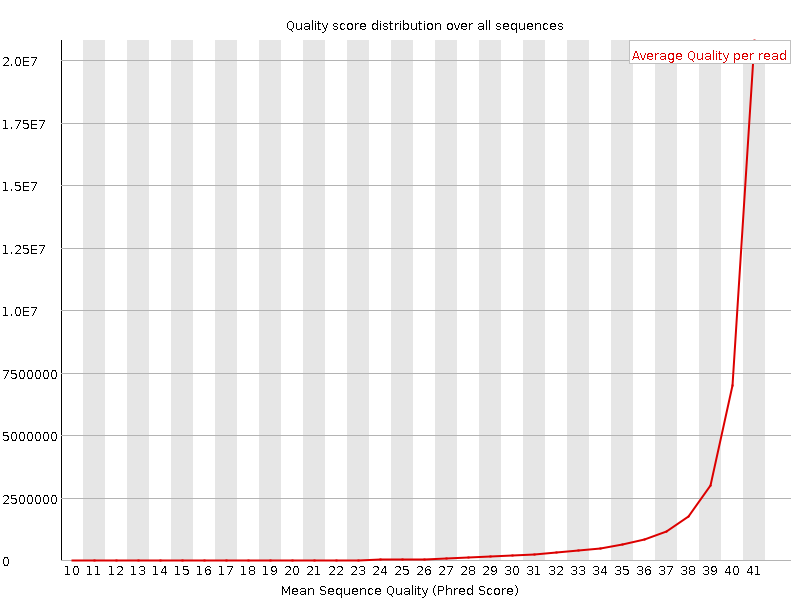 Quality score distribution over all sequences
Average Quality per read
2.0E7
1.75E7
1.5E7
1.25E7
1.0E7
7500000
5000000
2500000
0
10 11 12 13 14 15 16 17 18 19 20 21 22 23 24 25 26 27 28 29 30 31 32 33 34 35 36 37 38 39 40 41
Mean Sequence Quality (Phred Score)